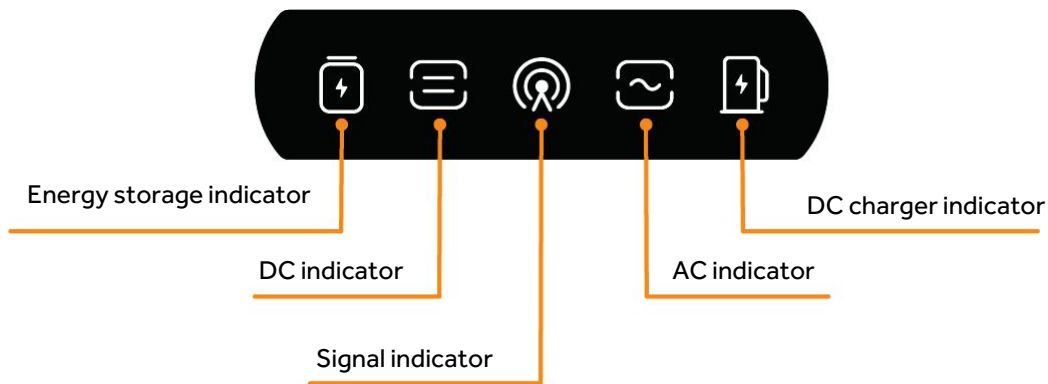 Energy storage indicator
DC charger indicator
DC indicator
AC indicator
Signal indicator